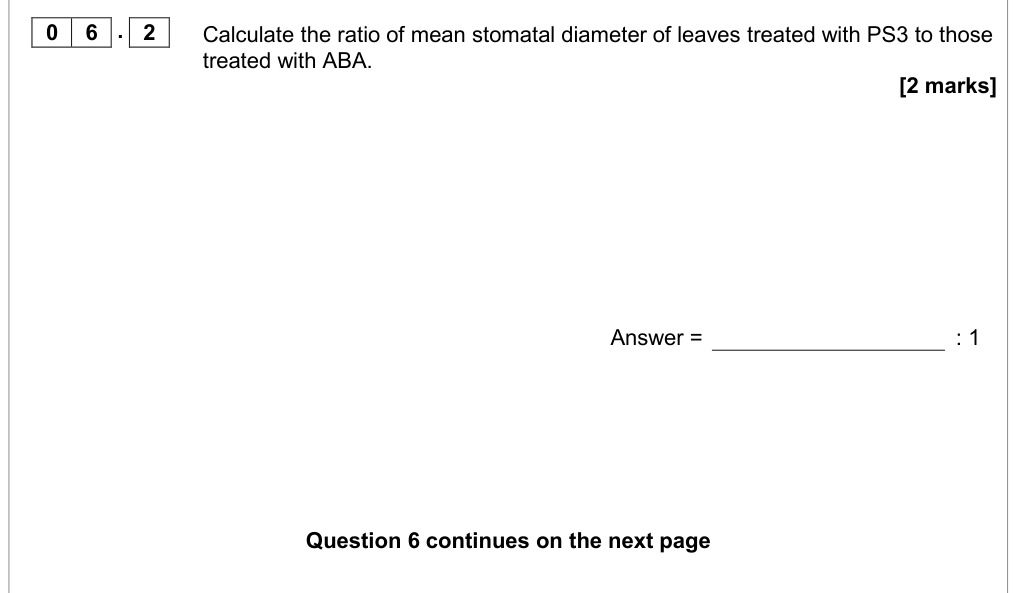 0 6 . 2 Calculate the ratio of mean stomatal diameter of leaves treated with PS3 to those
treated with ABA.
[2 marks]
Answer = ____________________ : 1
Question 6 continues on the next page